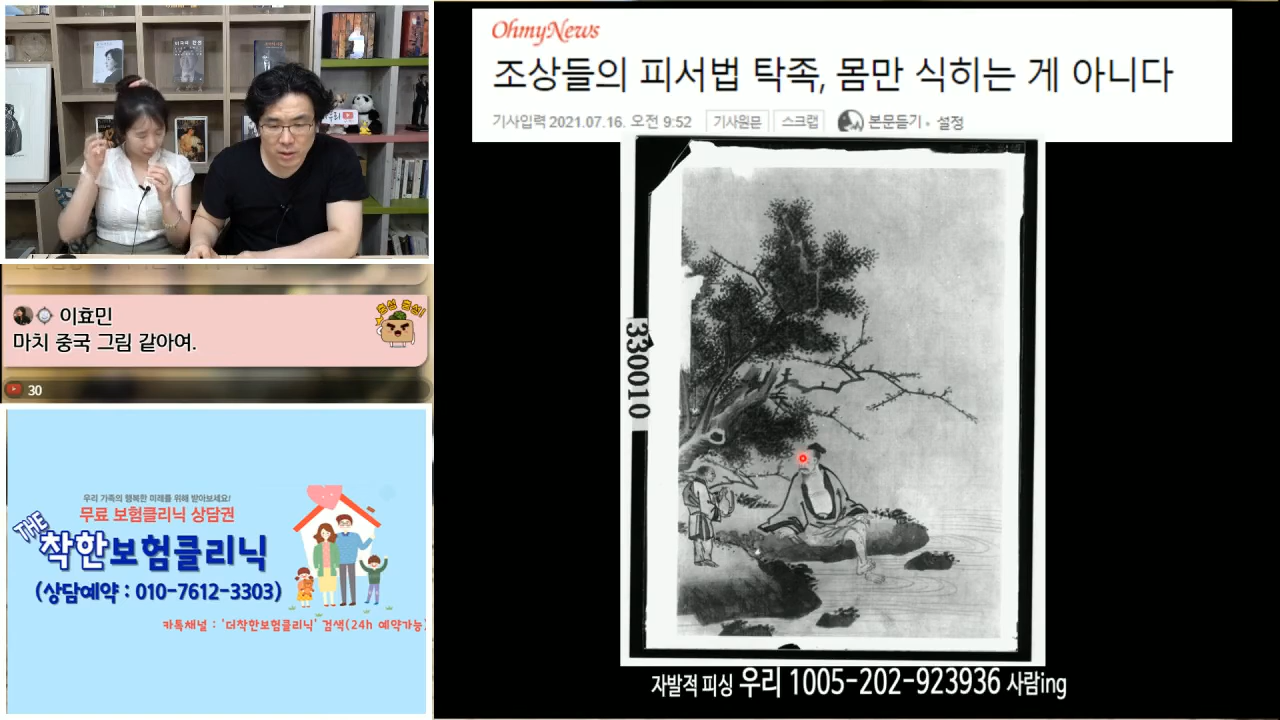 OhmyNews
조상들의 피서법 탁족, 몸만 식히는 게 아니다
기사입력 2021.07.16. 오전 9:52 기사원문 스크랩 본문듣기 · 설정
330010
이효민
충성 충성!
마치 중국 그림 같아여.
30
우리 가족의 행복한 미래를 위해 받아보세요!
무료 보험클리닉 상담권
THE 착한보험클리닉
(상담예약 : 010-7612-3303)
카톡채널 : '더착한보험클리닉' 검색(24h 예약가능)
자발적 피싱 우리 1005-202-923936 사람ing